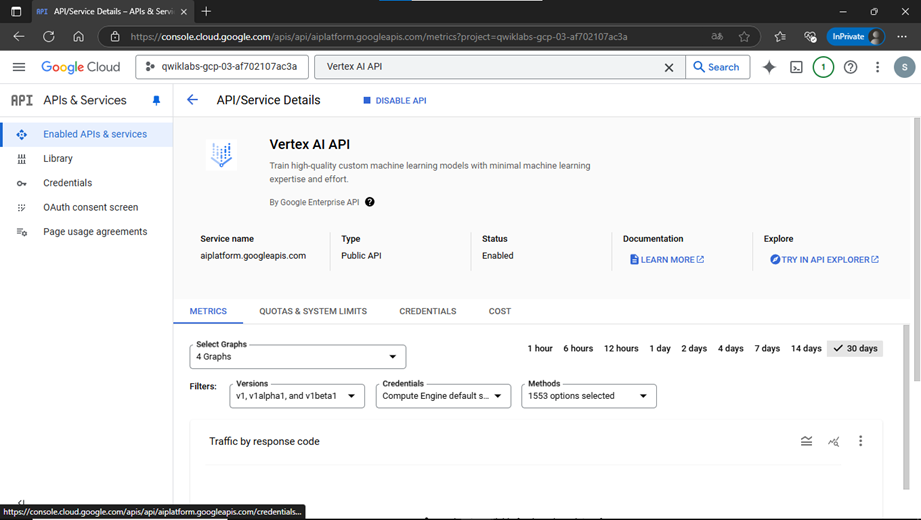 API API/Service Details – APIs & Servic
https://console.cloud.google.com/apis/api/aiplatform.googleapis.com/metrics?project=qwiklabs-gcp-03-af702107ac3a
InPrivate
Google Cloud
qwiklabs-gcp-03-af702107ac3a
Vertex AI API
Search
1
S
API APIs & Services
API/Service Details
DISABLE API
Enabled APIs & services
Library
Credentials
OAuth consent screen
Page usage agreements
Vertex AI API
Train high-quality custom machine learning models with minimal machine learning
expertise and effort.
By Google Enterprise API
Service name
aiplatform.googleapis.com
Type
Public API
Status
Enabled
Documentation
LEARN MORE
Explore
TRY IN API EXPLORER
METRICS
QUOTAS & SYSTEM LIMITS
CREDENTIALS
COST
Select Graphs
4 Graphs
1 hour 6 hours 12 hours 1 day 2 days 4 days 7 days 14 days 30 days
Filters:
Versions
v1, v1alpha1, and v1beta1
Credentials
Compute Engine default s...
Methods
1553 options selected
Traffic by response code
https://console.cloud.google.com/apis/api/aiplatform.googleapis.com/credentials...